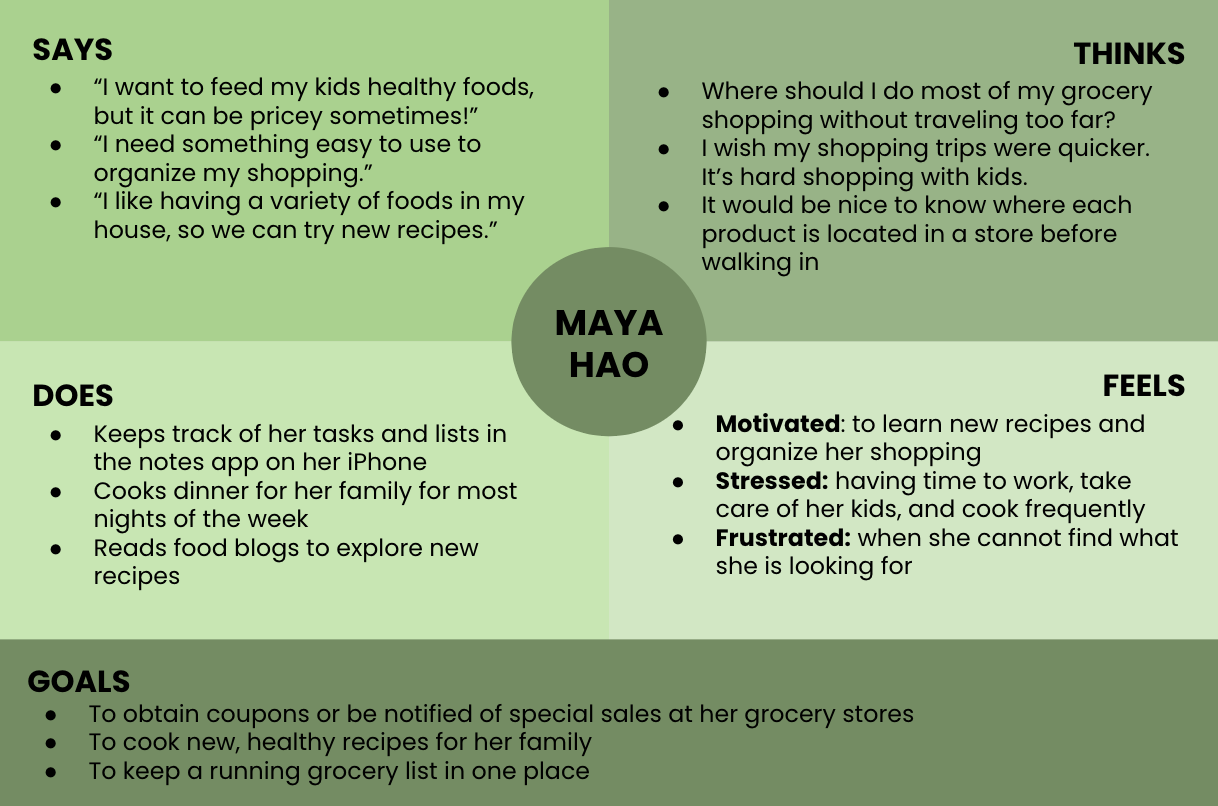 SAYS
● “I want to feed my kids healthy foods,
but it can be pricey sometimes!”
● “I need something easy to use to
organize my shopping.”
● “I like having a variety of foods in my
house, so we can try new recipes.”
THINKS
● Where should I do most of my grocery
shopping without traveling too far?
● I wish my shopping trips were quicker.
It’s hard shopping with kids.
● It would be nice to know where each
product is located in a store before
walking in
MAYA
HAO
DOES
● Keeps track of her tasks and lists in
the notes app on her iPhone
● Cooks dinner for her family for most
nights of the week
● Reads food blogs to explore new
recipes
FEELS
● Motivated: to learn new recipes and
organize her shopping
● Stressed: having time to work, take
care of her kids, and cook frequently
● Frustrated: when she cannot find what
she is looking for
GOALS
● To obtain coupons or be notified of special sales at her grocery stores
● To cook new, healthy recipes for her family
● To keep a running grocery list in one place